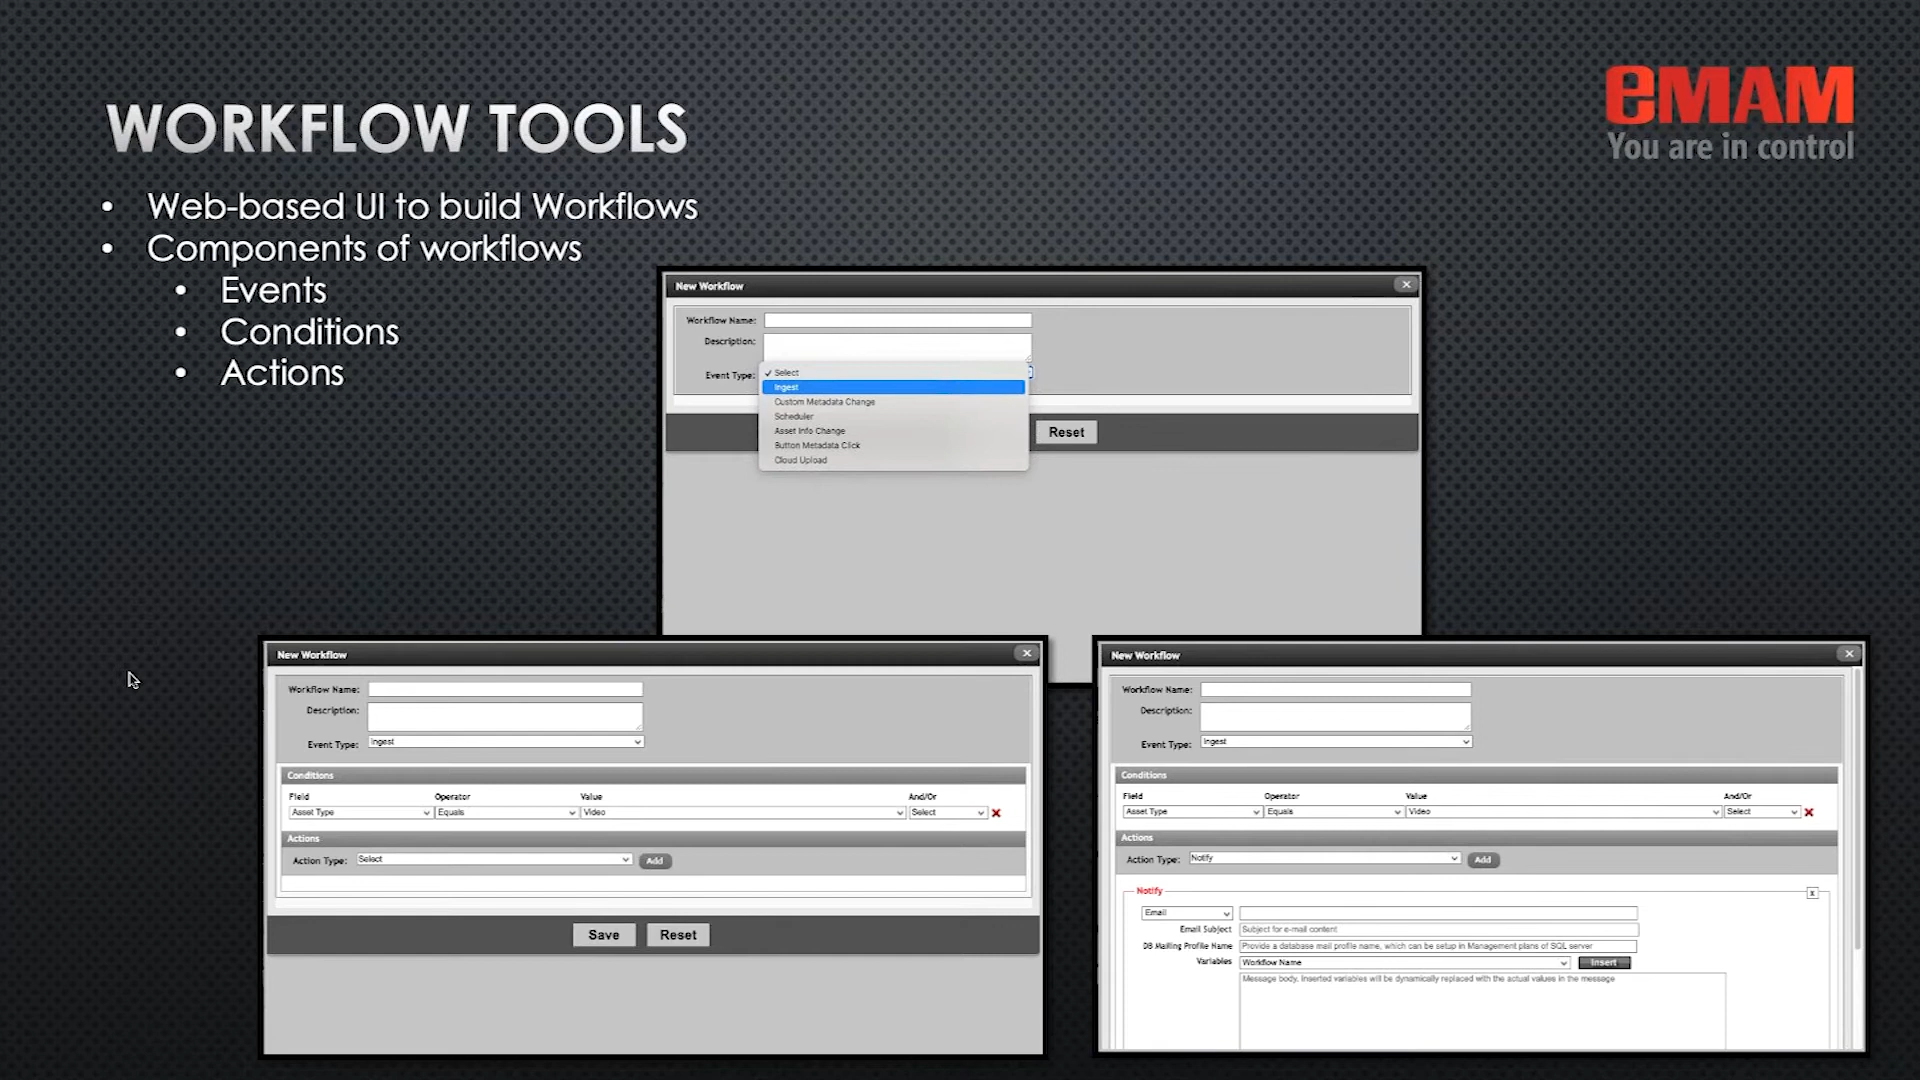 WORKFLOW TOOLS
eMAM
You are in control
• Web-based UI to build Workflows
• Components of workflows
• Events
• Conditions
• Actions
New Workflow
Workflow Name:
Description:
Event Type:
✓ Select
Ingest
Custom Metadata Change
Scheduler
Asset Info Change
Button Metadata Click
Cloud Upload
Reset
New Workflow
Workflow Name:
Description:
Event Type: Ingest
Conditions
Field Operator Value And/Or
Asset Type Equals Video Select
Actions
Action Type: Select Add
Save Reset
New Workflow
Workflow Name:
Description:
Event Type: Ingest
Conditions
Field Operator Value And/Or
Asset Type Equals Video Select
Actions
Action Type: Notify Add
Notify x
Email
Email Subject Subject for e-mail content
DB Mailing Profile Name Provide a database mail profile name, which can be setup in Management plans of SQL server
Variables Workflow Name Insert
Message body. Inserted variables will be dynamically replaced with the actual values in the message